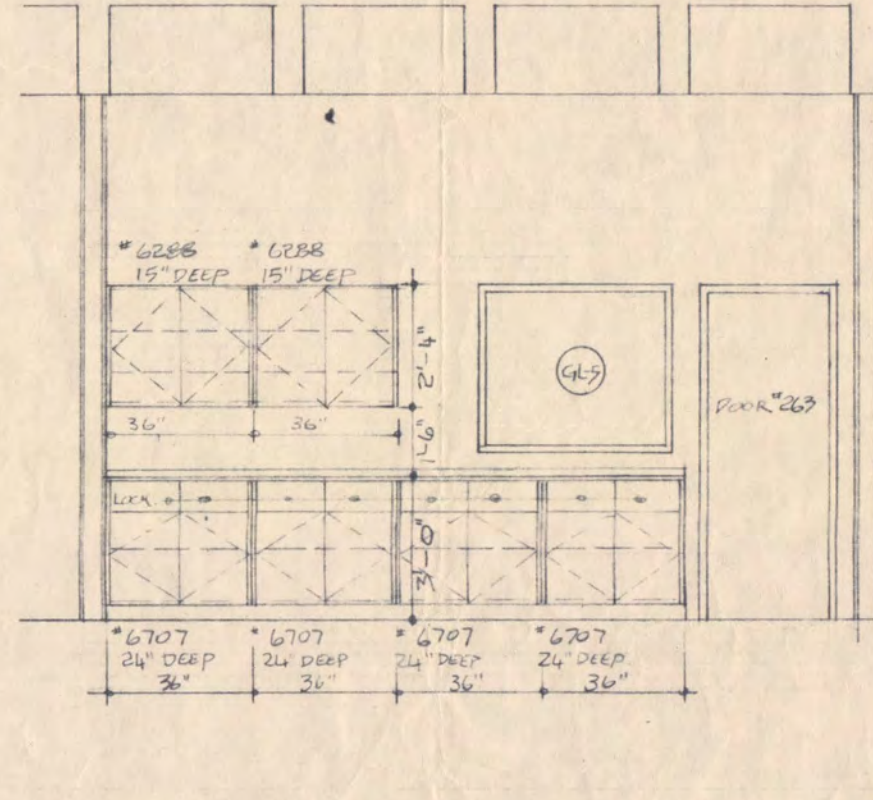 # 6288
15" DEEP
# 6288
15" DEEP
2'-4"
GL-5
DOOR #263
36"
36"
1'-6"
LOCK
3'-0"
# 6707
24" DEEP
36"
# 6707
24" DEEP
36"
# 6707
24" DEEP
36"
# 6707
24" DEEP
36"